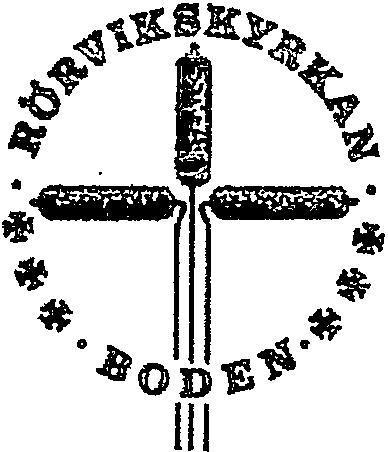 · RÖRVIKSKYRKAN ·
· BODEN ·